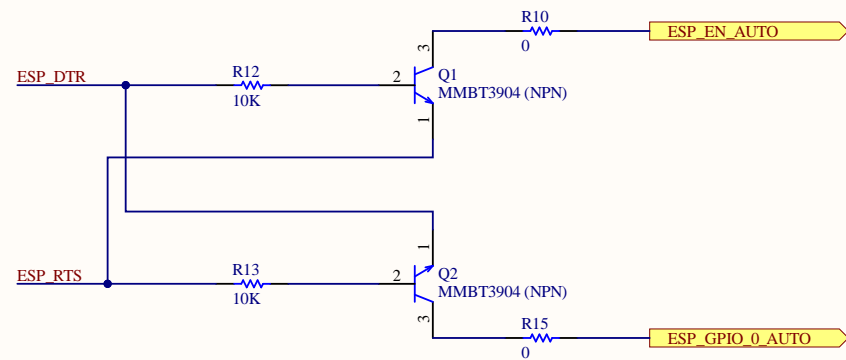 R10
ESP_EN_AUTO
0
3
ESP_DTR
R12
10K
2
Q1
MMBT3904 (NPN)
1
1
ESP_RTS
R13
10K
2
Q2
MMBT3904 (NPN)
3
R15
0
ESP_GPIO_0_AUTO